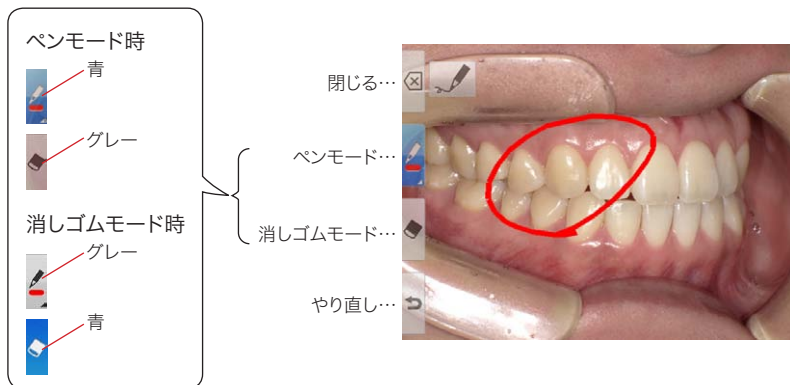 ペンモード時
青
グレー
消しゴムモード時
グレー
青
閉じる…
ペンモード…
消しゴムモード…
やり直し…